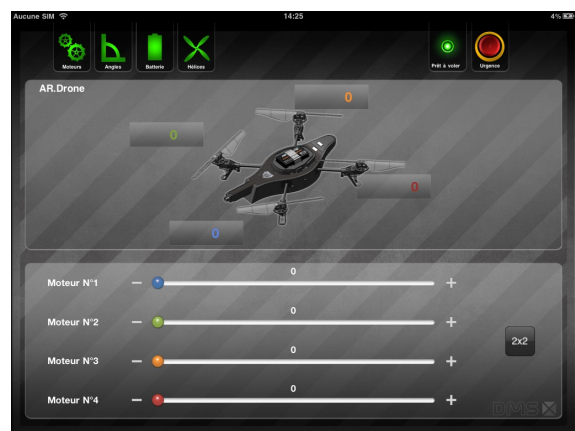 Aucune SIM 14:25 4%
Moteurs Angles Batterie Hélices Prêt à voler Urgence
AR.Drone
0
0
0
0
0
Moteur N°1
0
Moteur N°2
0
Moteur N°3
0
Moteur N°4
2x2
DMS X